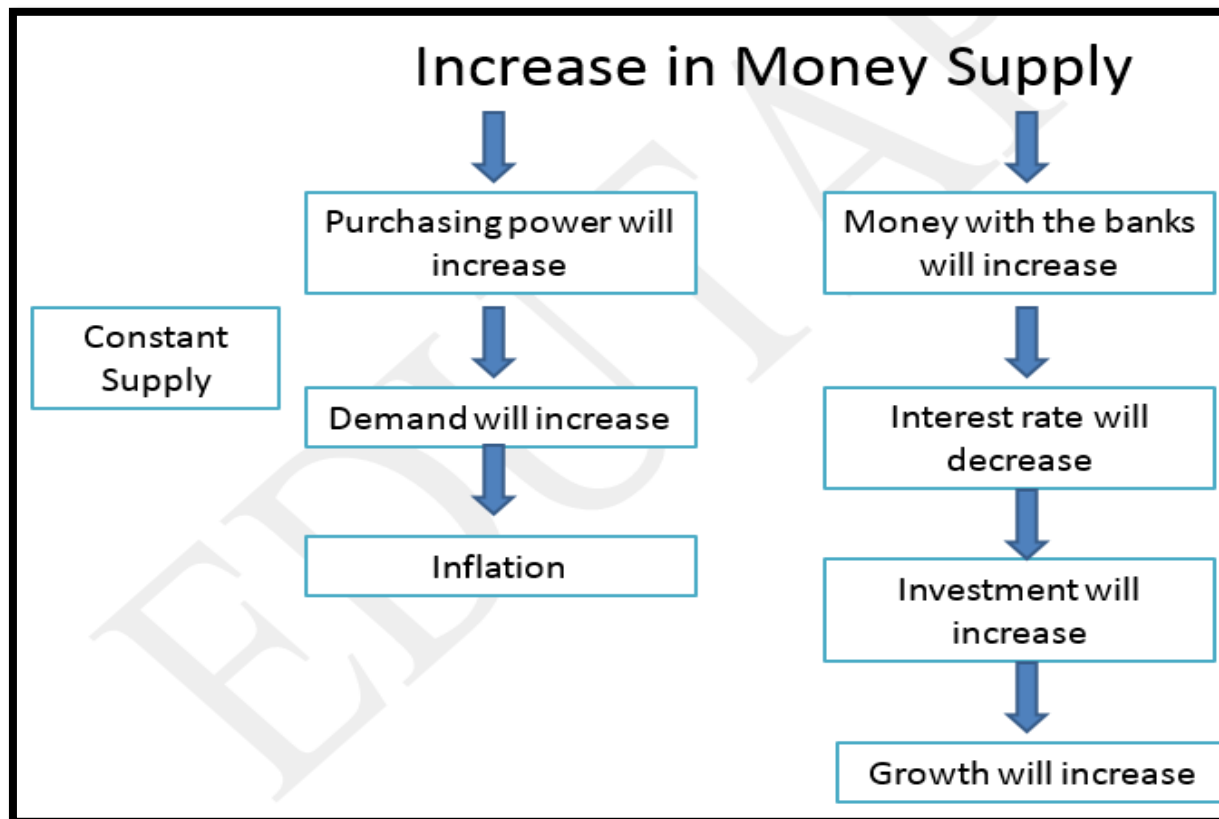 Increase in Money Supply
Purchasing power will
increase
Money with the banks
will increase
Constant
Supply
Demand will increase
Interest rate will
decrease
Inflation
Investment will
increase
Growth will increase